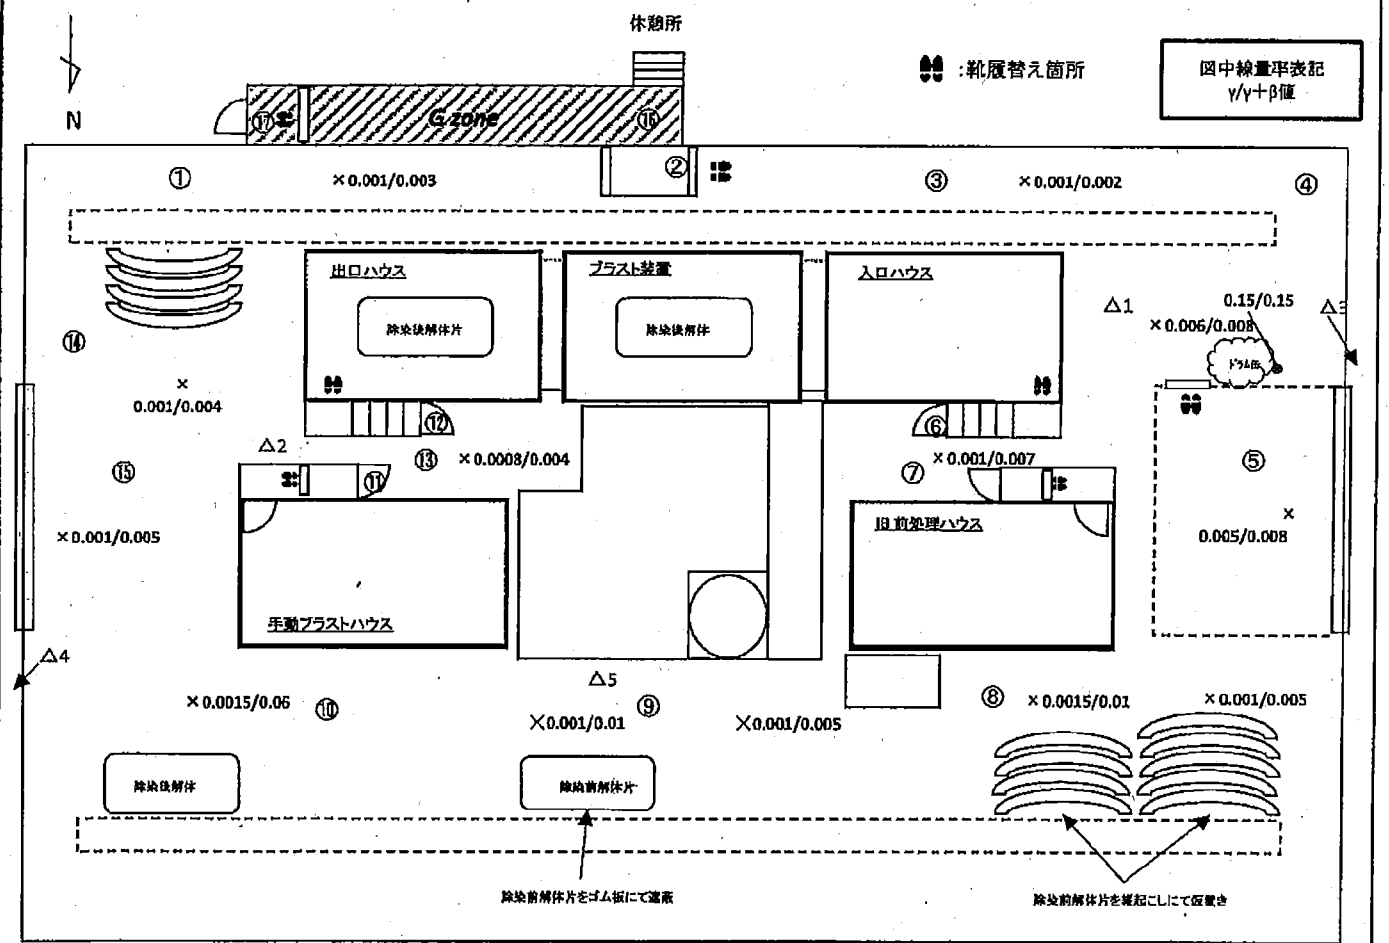 休憩所
:靴履替え箇所
図中線量率表記
γ/γ+β値
N
⑰
G zone
⑯
①
×0.001/0.003
②
③
×0.001/0.002
④
出口ハウス
除染後解体片
ブラスト装置
除染後解体
入口ハウス
△1
0.15/0.15
△3
×0.006/0.008
ドラム缶
⑭
×
0.001/0.004
⑫
⑥
△2
⑬
×0.0008/0.004
×0.001/0.007
⑮
⑪
⑦
⑤
×0.001/0.005
旧前処理ハウス
×
0.005/0.008
手動ブラストハウス
△4
△5
×0.0015/0.06
⑩
×0.001/0.01
⑨
×0.001/0.005
⑧
×0.0015/0.01
×0.001/0.005
除染後解体
除染前解体片
除染前解体片をゴム板にて遮蔽
除染前解体片を縦起こしにて仮置き